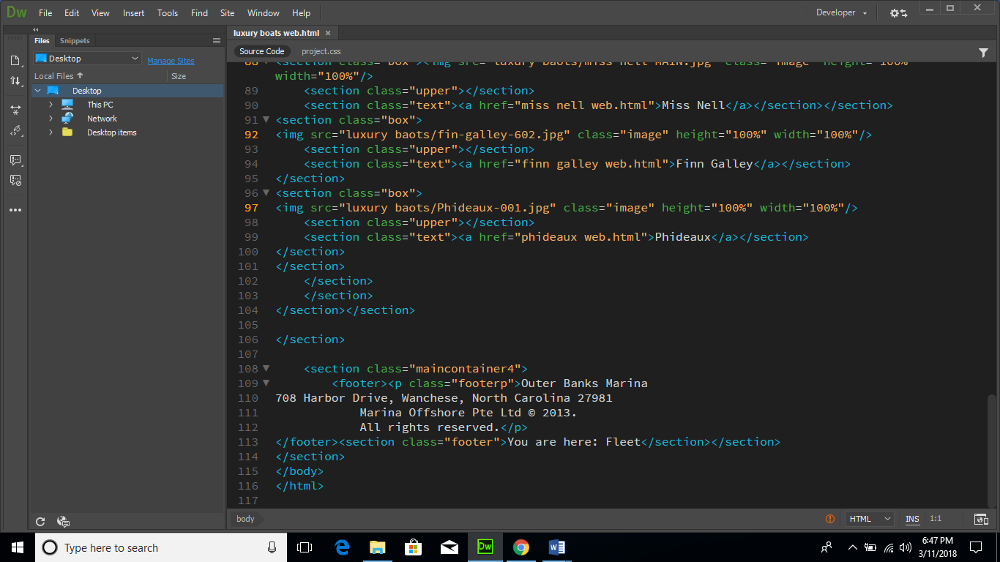 Dw File Edit View Insert Tools Find Site Window Help Developer
Files Snippets
Desktop Manage Sites
Local Files Size
Desktop
This PC
Network
Desktop items
luxury boats web.html
Source Code project.css
88 <section class="box"><img src="luxury baots/miss nell MAIN.jpg" class="image" height="100%"
width="100%"/>
89 <section class="upper"></section>
90 <section class="text"><a href="miss nell web.html">Miss Nell</a></section></section>
91 <section class="box">
92 <img src="luxury baots/fin-galley-602.jpg" class="image" height="100%" width="100%"/>
93 <section class="upper"></section>
94 <section class="text"><a href="finn galley web.html">Finn Galley</a></section>
95 </section>
96 <section class="box">
97 <img src="luxury baots/Phideaux-001.jpg" class="image" height="100%" width="100%"/>
98 <section class="upper"></section>
99 <section class="text"><a href="phideaux web.html">Phideaux</a></section>
100 </section>
101 </section>
102 </section>
103 </section>
104 </section></section>
105
106 </section>
107
108 <section class="maincontainer4">
109 <footer><p class="footerp">Outer Banks Marina
110 708 Harbor Drive, Wanchese, North Carolina 27981
111 Marina Offshore Pte Ltd © 2013.
112 All rights reserved.</p>
113 </footer><section class="footer">You are here: Fleet</section></section>
114 </section>
115 </body>
116 </html>
117
body HTML INS 1:1
Type here to search
Dw
6:47 PM
3/11/2018